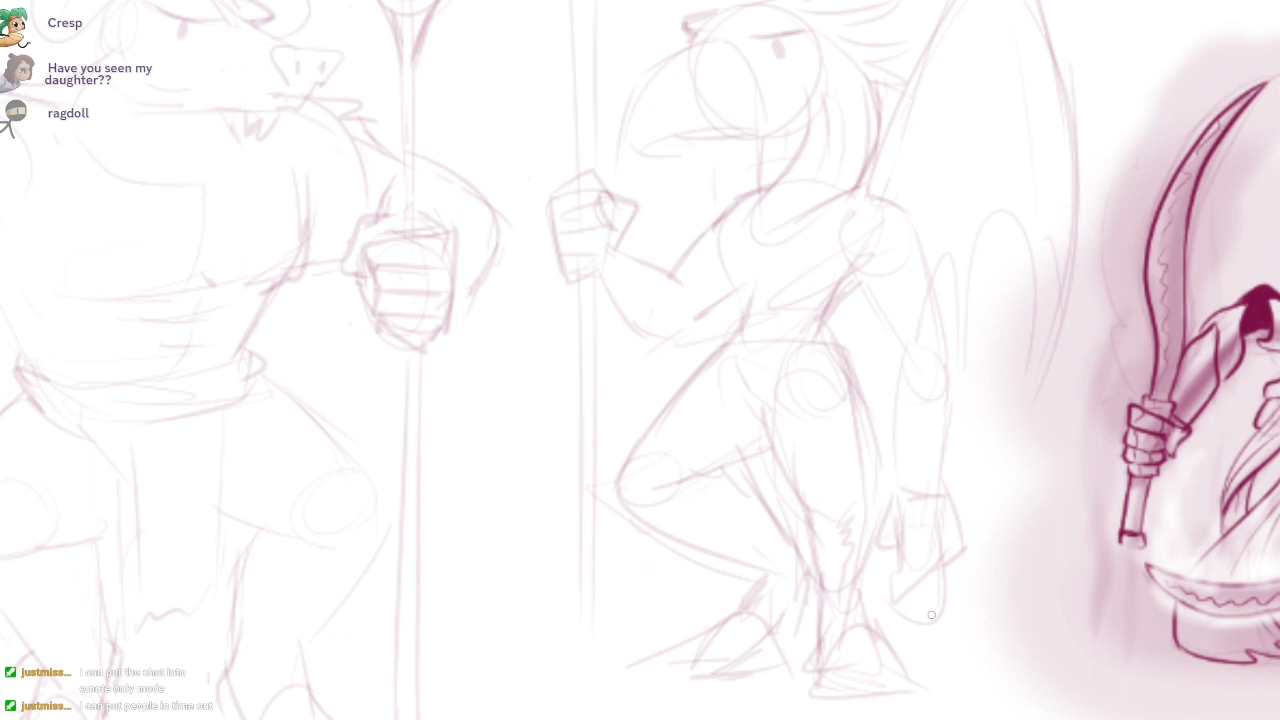 Cresp
Have you seen my
daughter??
ragdoll
justmiss... I can put the chat into
emote only mode
justmiss... I can put people in time out